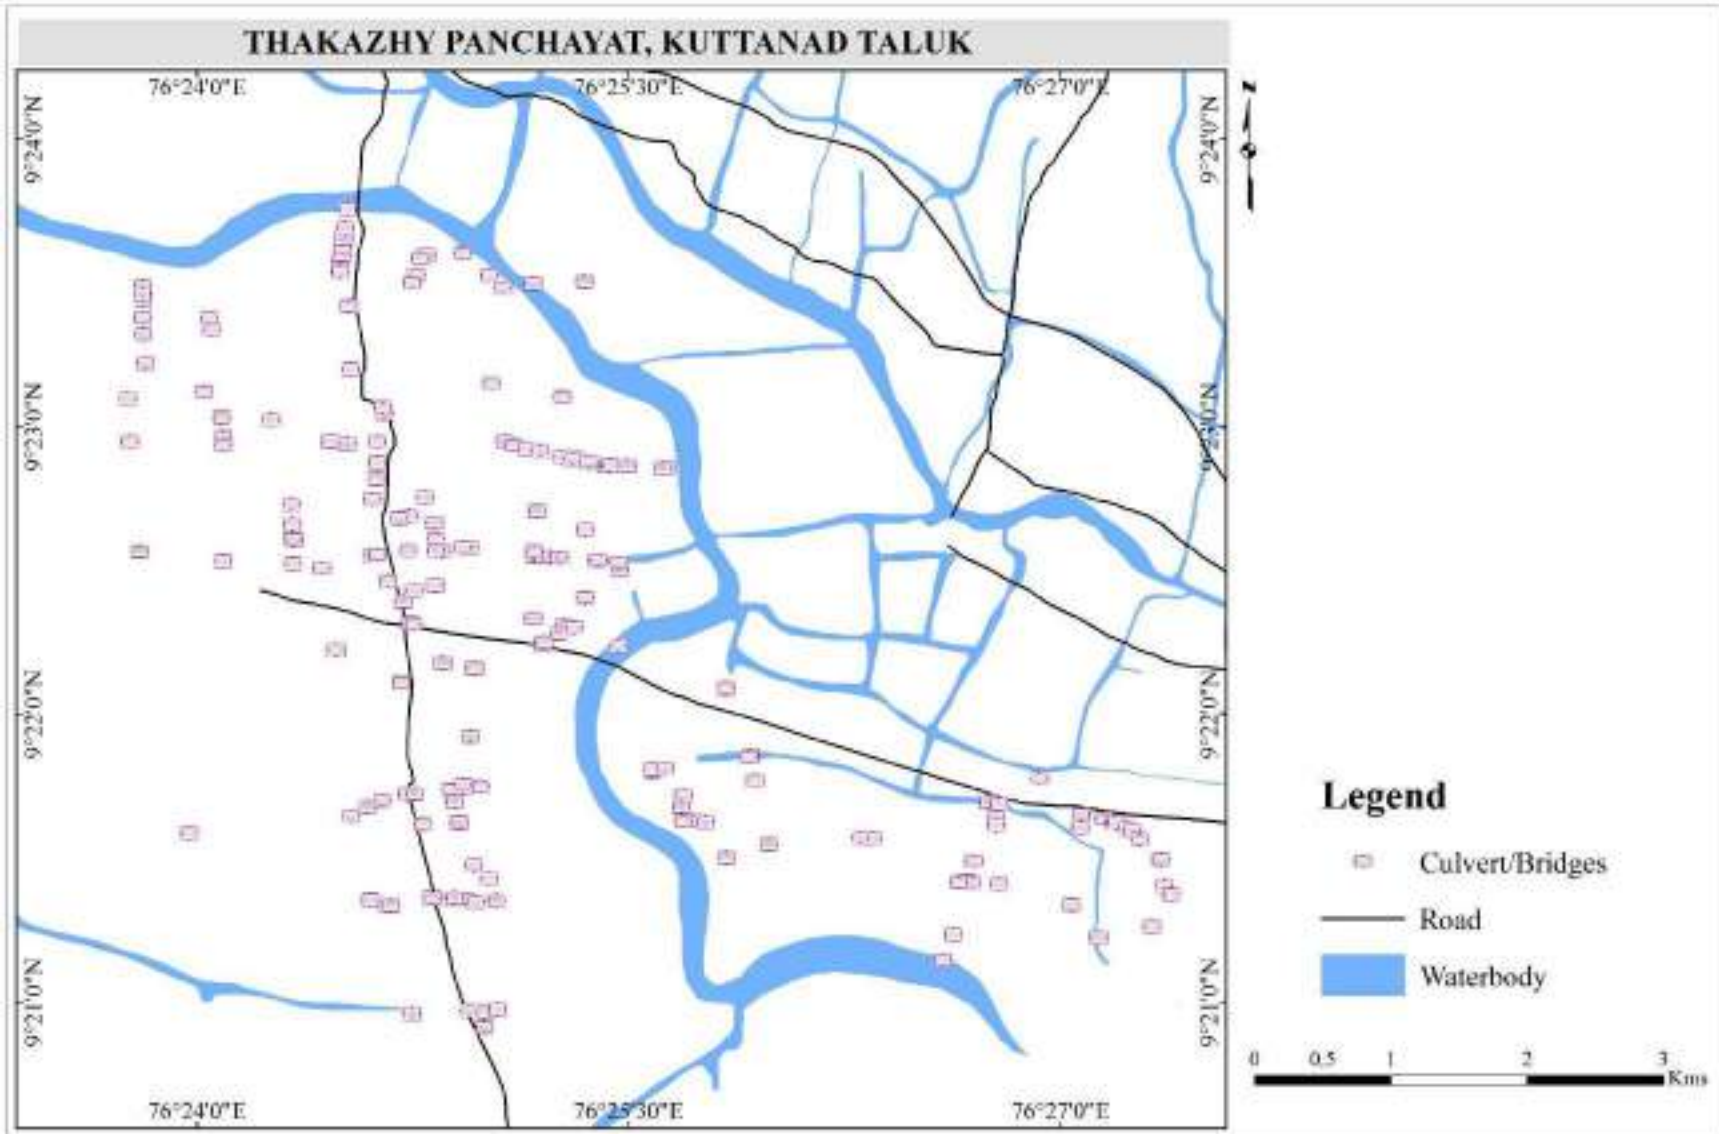 THAKAZHY PANCHAYAT, KUTTANAD TALUK
76°24'0"E 76°25'30"E 76°27'0"E
N
9°24'0"N 9°24'0"N
9°23'0"N 9°23'0"N
9°22'0"N 9°22'0"N
9°21'0"N 9°21'0"N
76°24'0"E 76°25'30"E 76°27'0"E
Legend
Culvert/Bridges
Road
Waterbody
0 0.5 1 2 3
Kms